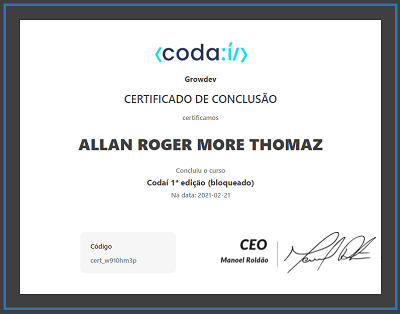 <coda:í/>
Growdev
CERTIFICADO DE CONCLUSÃO
certificamos
ALLAN ROGER MORE THOMAZ
Concluiu o curso
Codaí 1ª edição (bloqueado)
Na data: 2021-02-21
Código
cert_w910hm3p
CEO
Manoel Roldão